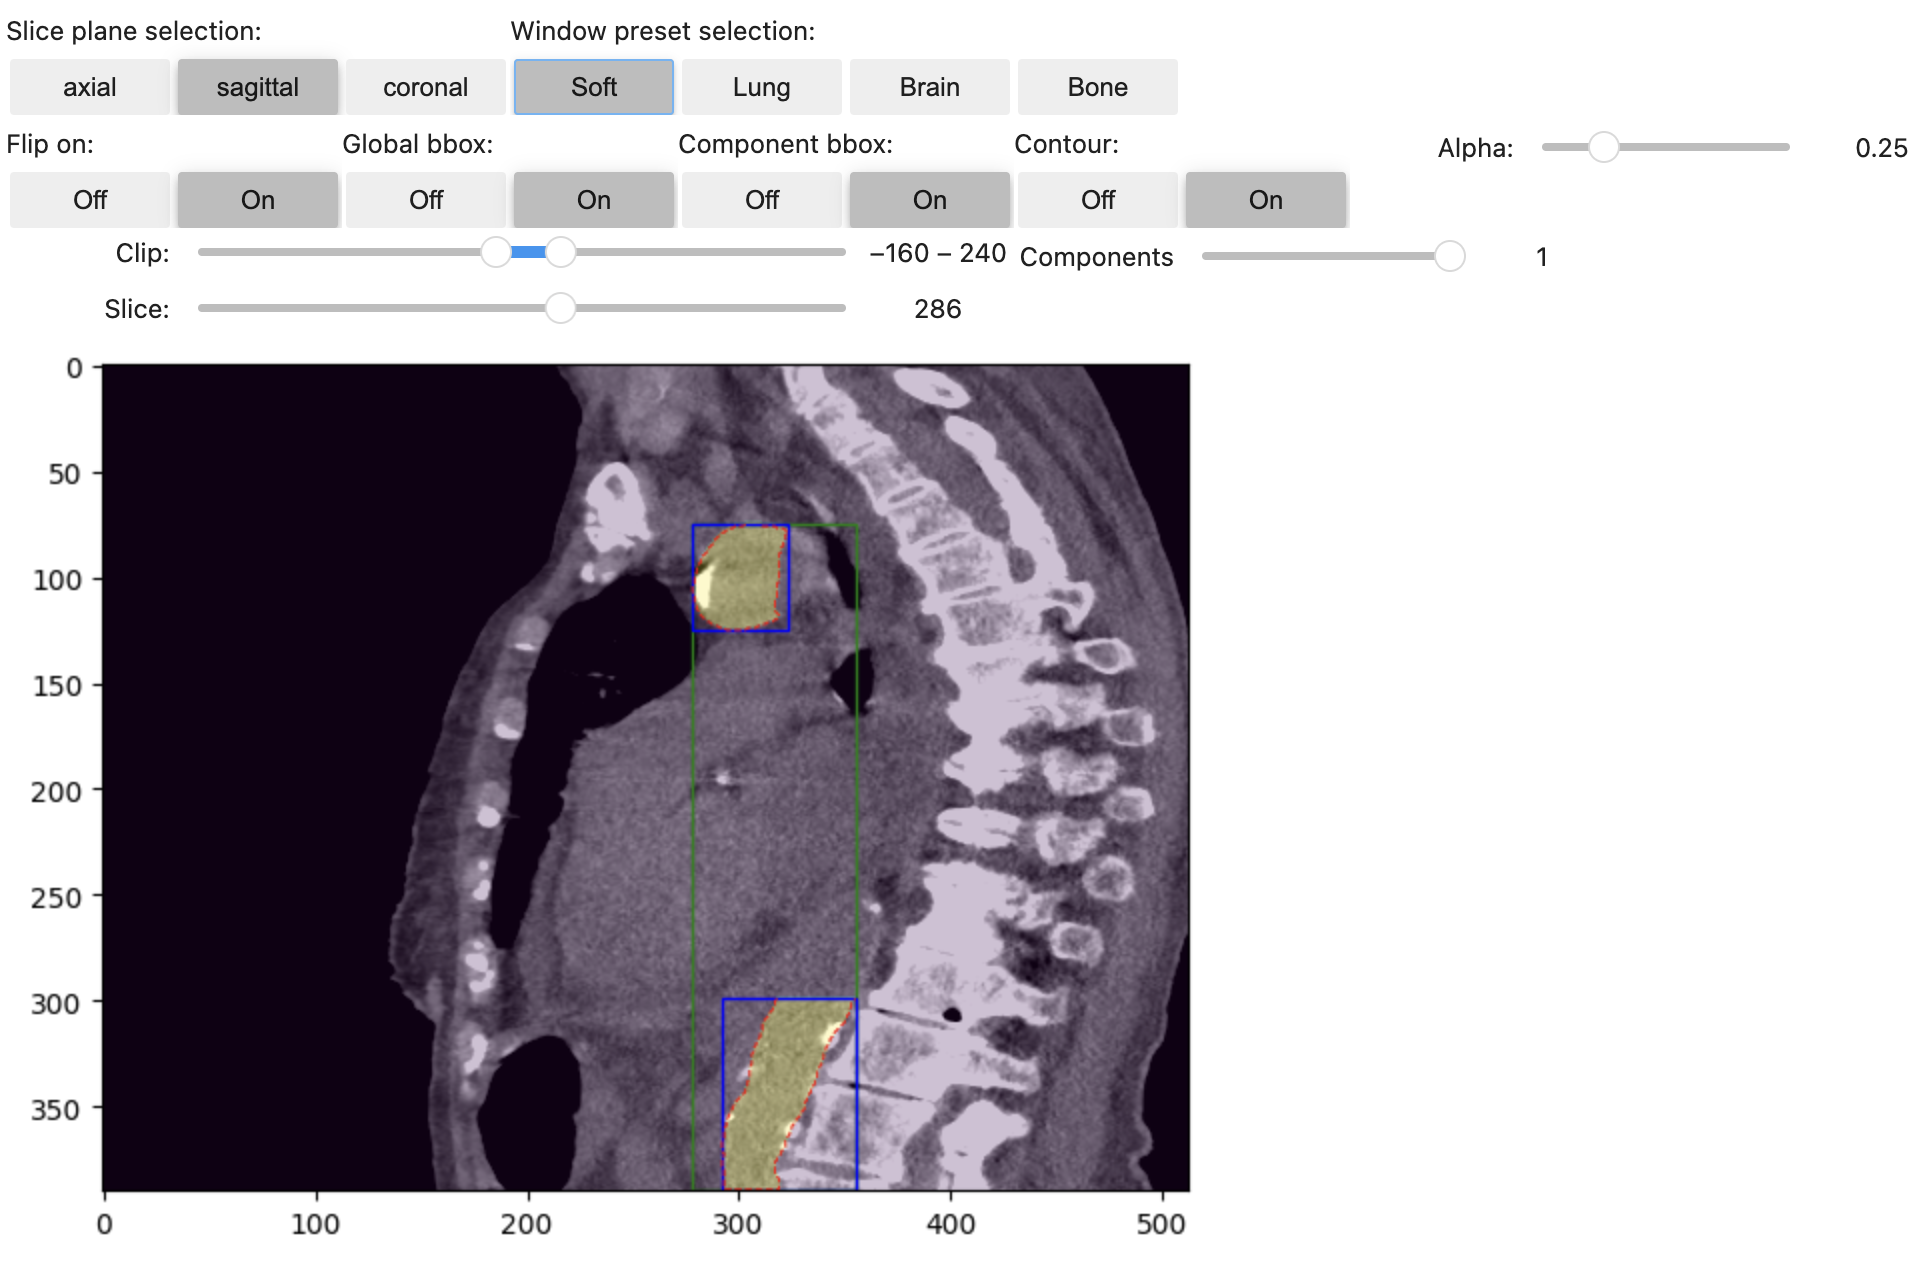 Slice plane selection: Window preset selection:
axial sagittal coronal Soft Lung Brain Bone
Flip on: Global bbox: Component bbox: Contour: Alpha: 0.25
Off On Off On Off On Off On
Clip: –160 – 240 Components 1
Slice: 286
0
50
100
150
200
250
300
350
0 100 200 300 400 500